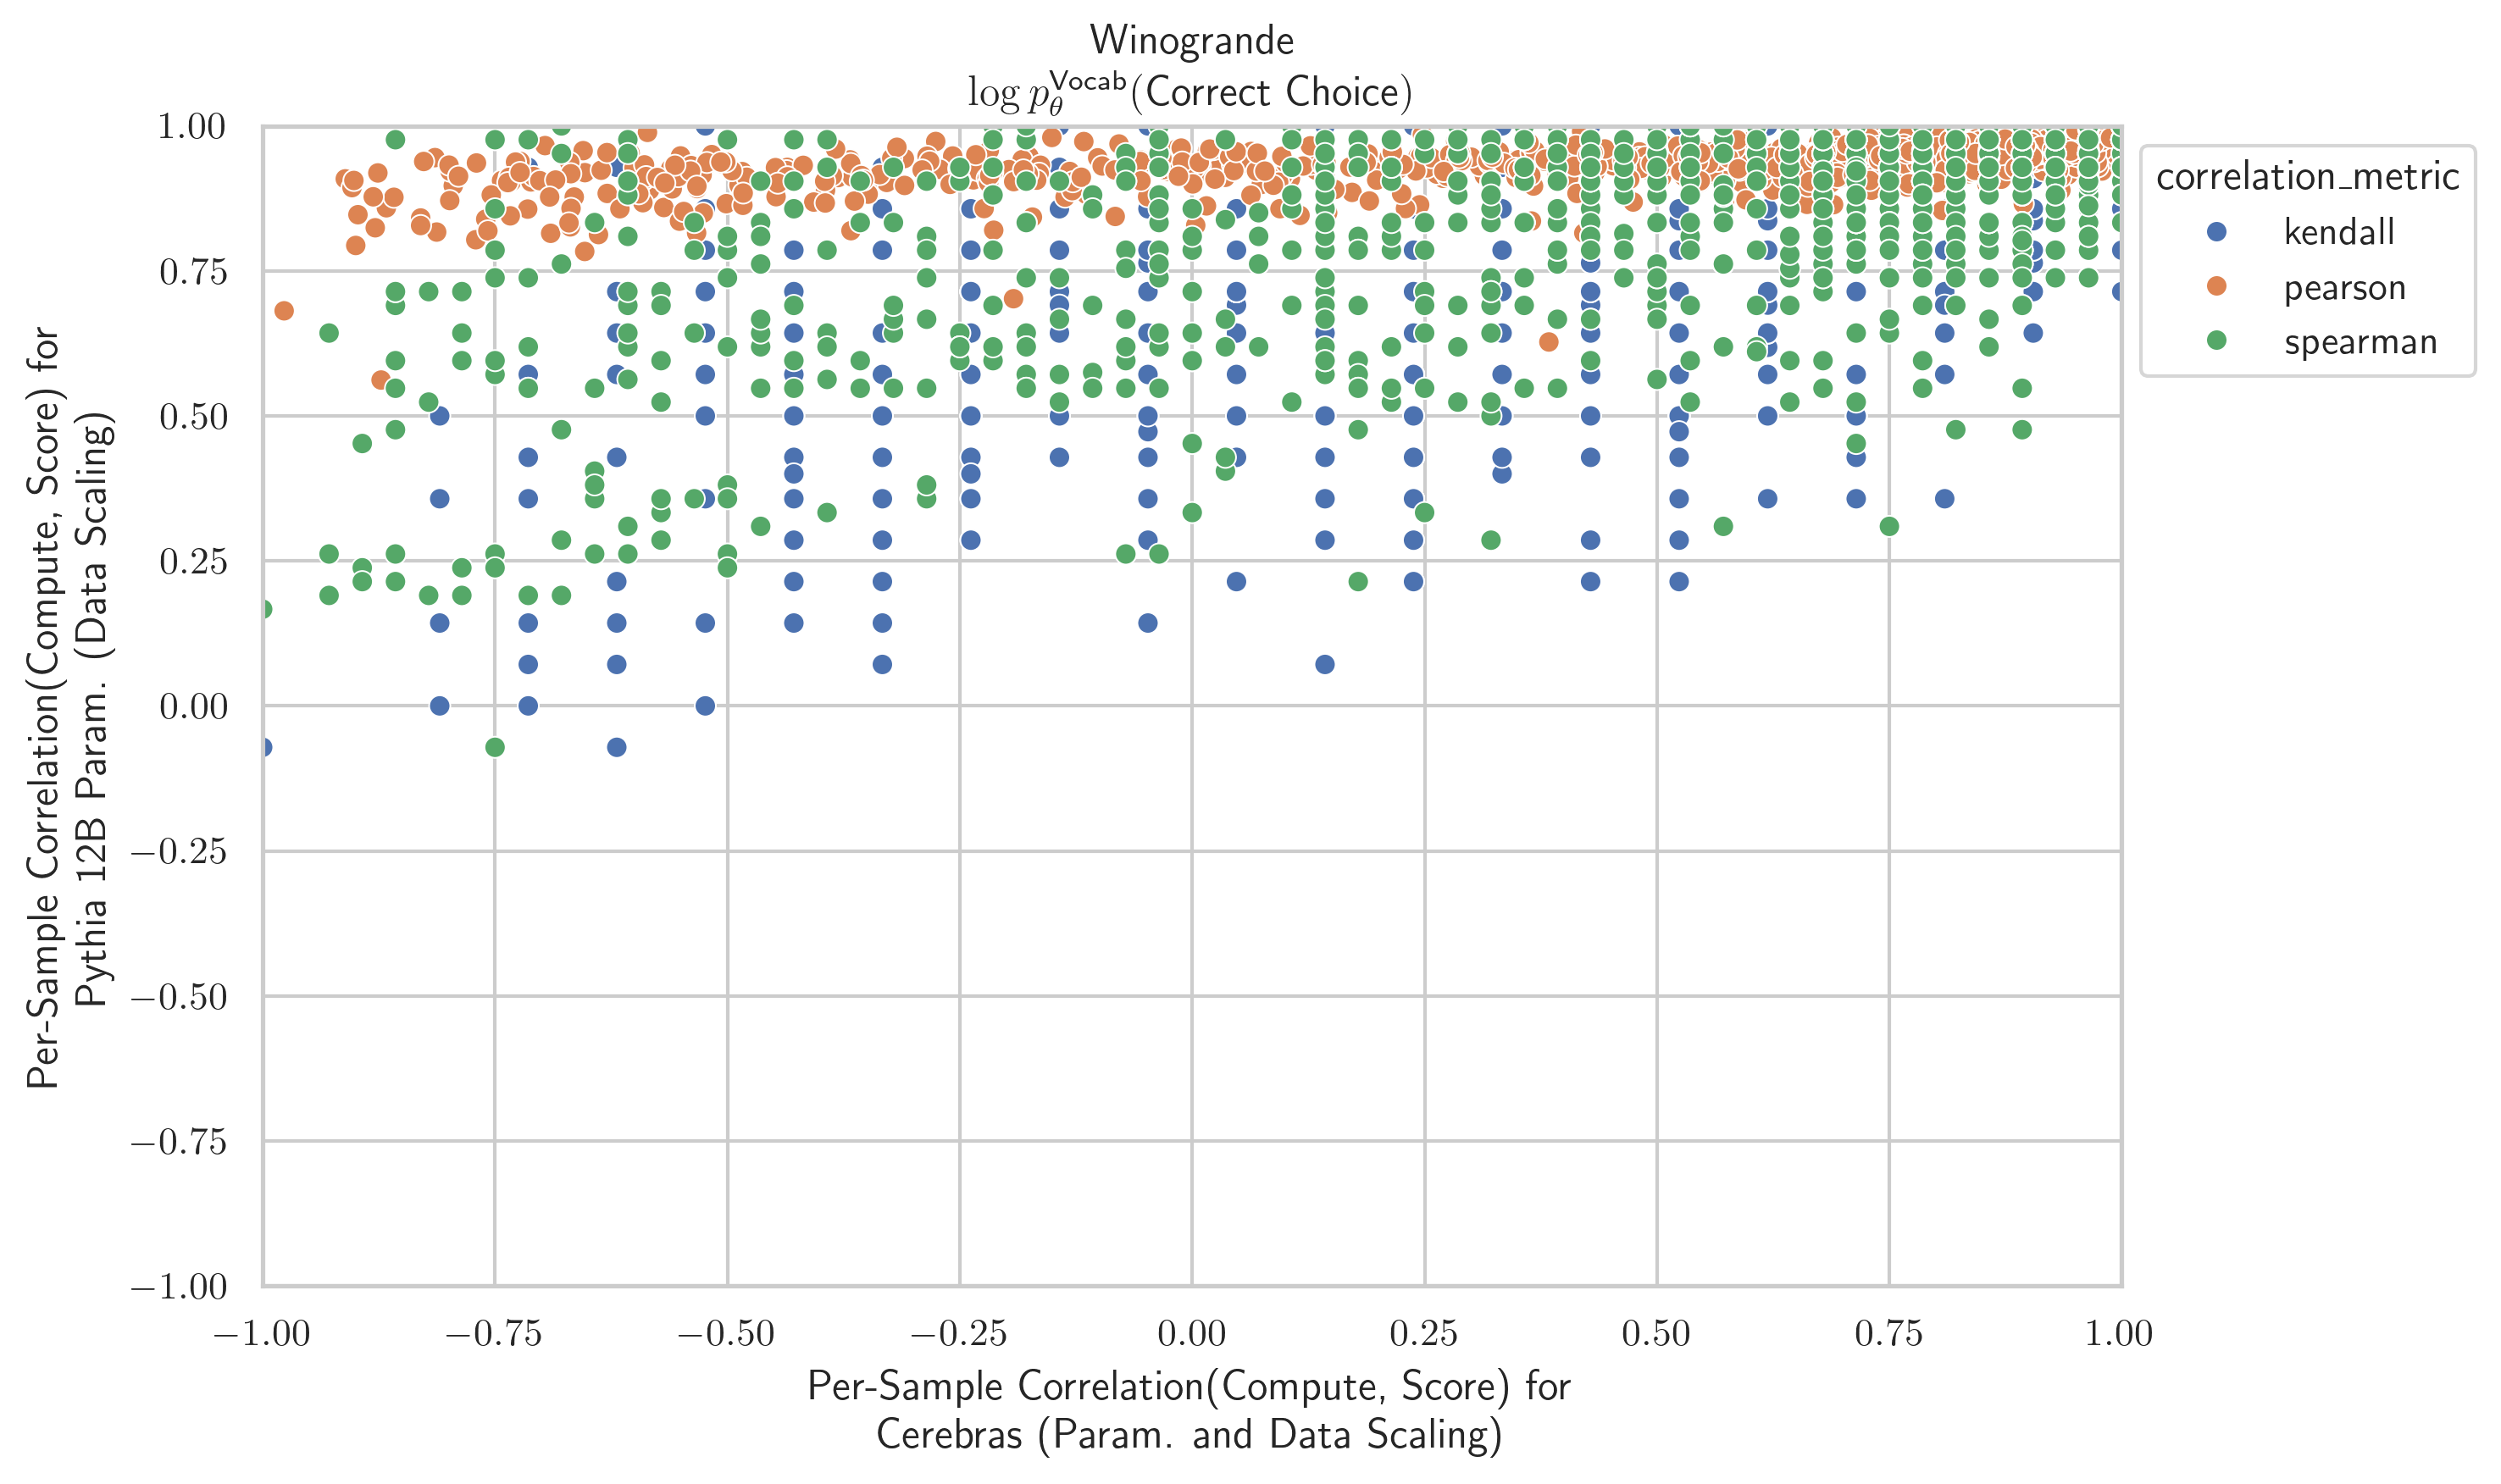 Winogrande
log p_θ^Vocab(Correct Choice)
Per-Sample Correlation(Compute, Score) for
Pythia 12B Param. (Data Scaling)
1.00
0.75
0.50
0.25
0.00
−0.25
−0.50
−0.75
−1.00
−1.00 −0.75 −0.50 −0.25 0.00 0.25 0.50 0.75 1.00
Per-Sample Correlation(Compute, Score) for
Cerebras (Param. and Data Scaling)
correlation_metric
kendall
pearson
spearman